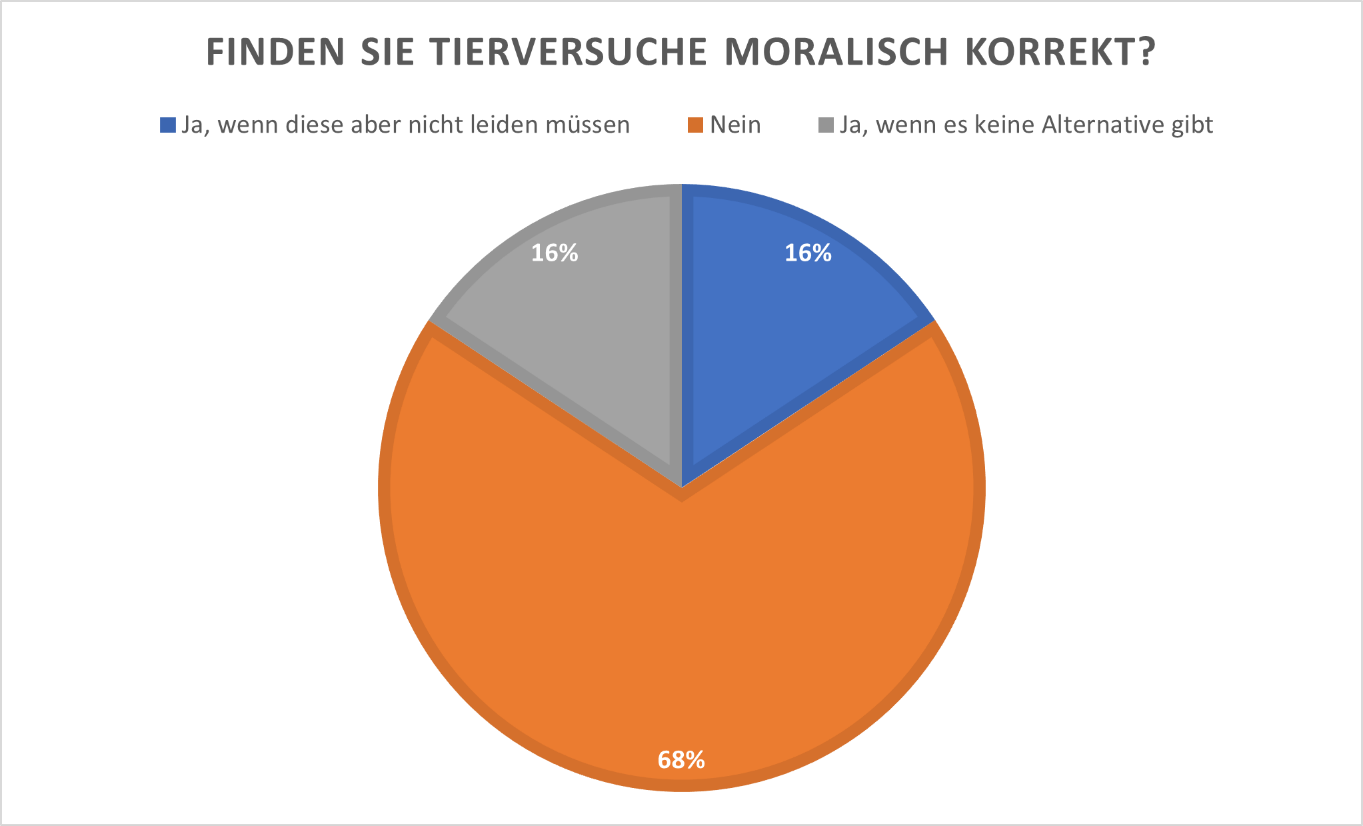 FINDEN SIE TIERVERSUCHE MORALISCH KORREKT?
Ja, wenn diese aber nicht leiden müssen Nein Ja, wenn es keine Alternative gibt
16% 16%
68%